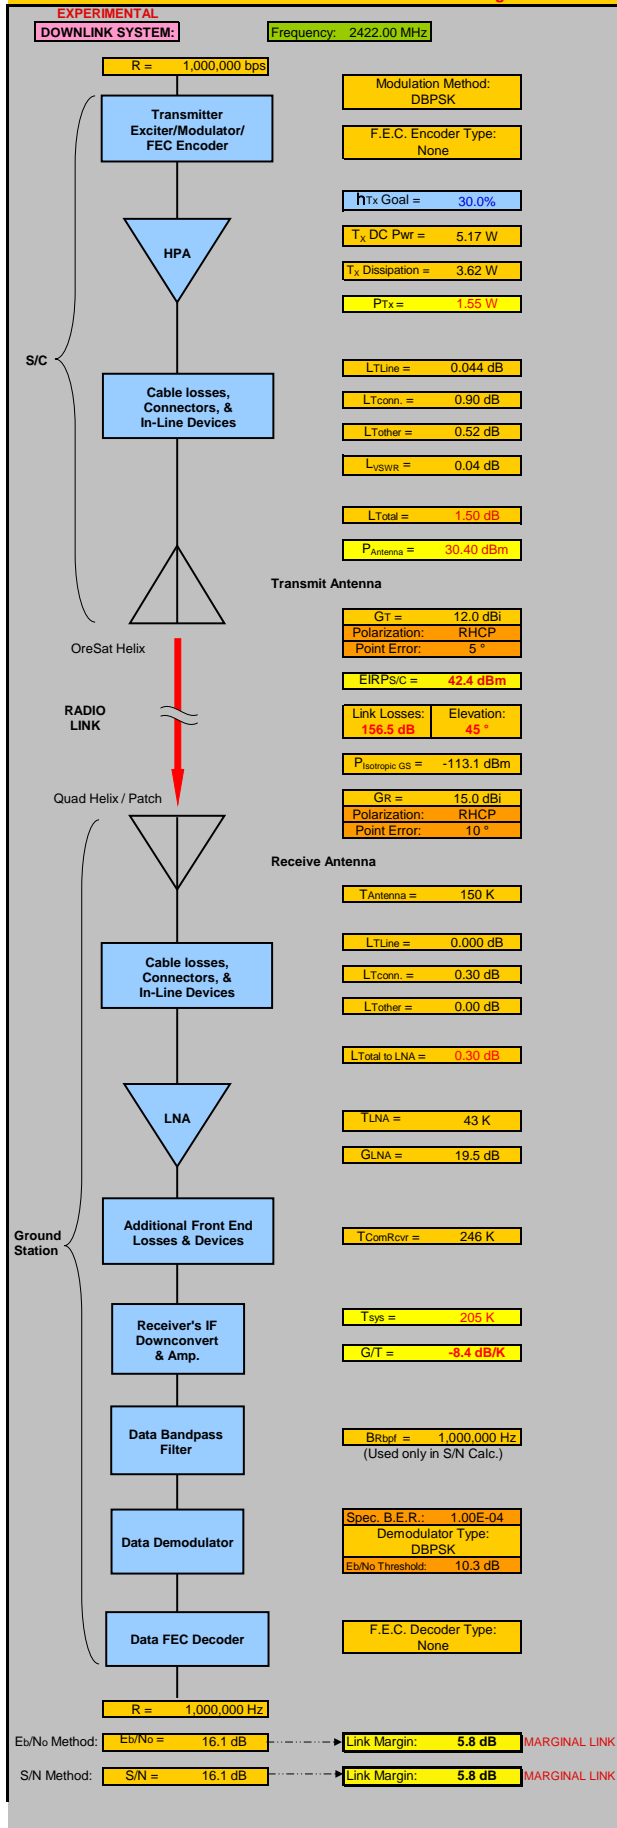 EXPERIMENTAL
DOWNLINK SYSTEM:
Frequency: 2422.00 MHz
R = 1,000,000 bps
Transmitter
Exciter/Modulator/
FEC Encoder
Modulation Method:
DBPSK
F.E.C. Encoder Type:
None
hTx Goal = 30.0%
HPA
TX DC Pwr = 5.17 W
TX Dissipation = 3.62 W
PTx = 1.55 W
S/C
Cable losses,
Connectors, &
In-Line Devices
LTLine = 0.044 dB
LTconn. = 0.90 dB
LTother = 0.52 dB
LVSWR = 0.04 dB
LTotal = 1.50 dB
PAntenna = 30.40 dBm
Transmit Antenna
OreSat Helix
GT = 12.0 dBi
Polarization: RHCP
Point Error: 5 °
EIRPS/C = 42.4 dBm
RADIO
LINK
Link Losses: Elevation:
156.5 dB 45 °
PIsotropic GS = -113.1 dBm
Quad Helix / Patch
GR = 15.0 dBi
Polarization: RHCP
Point Error: 10 °
Receive Antenna
TAntenna = 150 K
Cable losses,
Connectors, &
In-Line Devices
LTLine = 0.000 dB
LTconn. = 0.30 dB
LTother = 0.00 dB
LTotal to LNA = 0.30 dB
LNA
TLNA = 43 K
GLNA = 19.5 dB
Ground
Station
Additional Front End
Losses & Devices
TComRcvr = 246 K
Receiver's IF
Downconvert
& Amp.
Tsys = 205 K
G/T = -8.4 dB/K
Data Bandpass
Filter
BRbpf = 1,000,000 Hz
(Used only in S/N Calc.)
Data Demodulator
Spec. B.E.R.: 1.00E-04
Demodulator Type:
DBPSK
Eb/No Threshold: 10.3 dB
Data FEC Decoder
F.E.C. Decoder Type:
None
R = 1,000,000 Hz
Eb/No Method: Eb/No = 16.1 dB Link Margin: 5.8 dB MARGINAL LINK
S/N Method: S/N = 16.1 dB Link Margin: 5.8 dB MARGINAL LINK